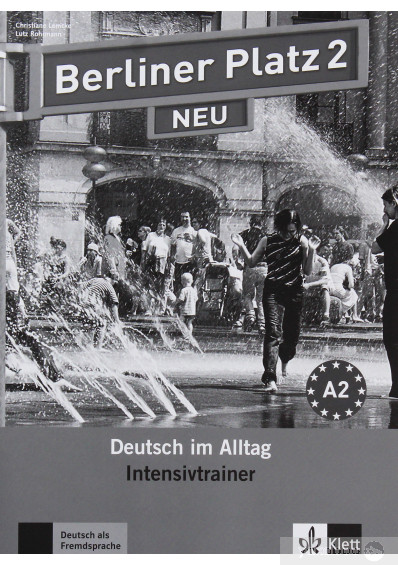 Christiane Lemcke
Lutz Rohrmann
Berliner Platz 2
NEU
A2
Deutsch im Alltag
Intensivtrainer
Deutsch als
Fremdsprache
Klett